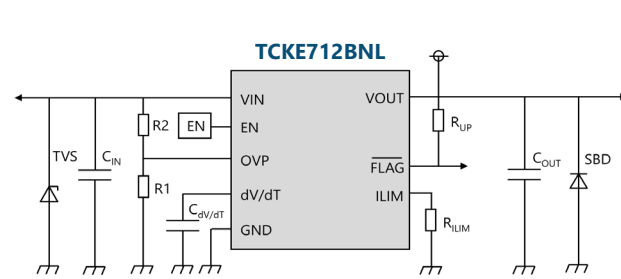 TCKE712BNL
VIN
VOUT
R2
EN
EN
RUP
TVS
CIN
OVP
FLAG
COUT
SBD
R1
dV/dT
ILIM
CdV/dT
RILIM
GND